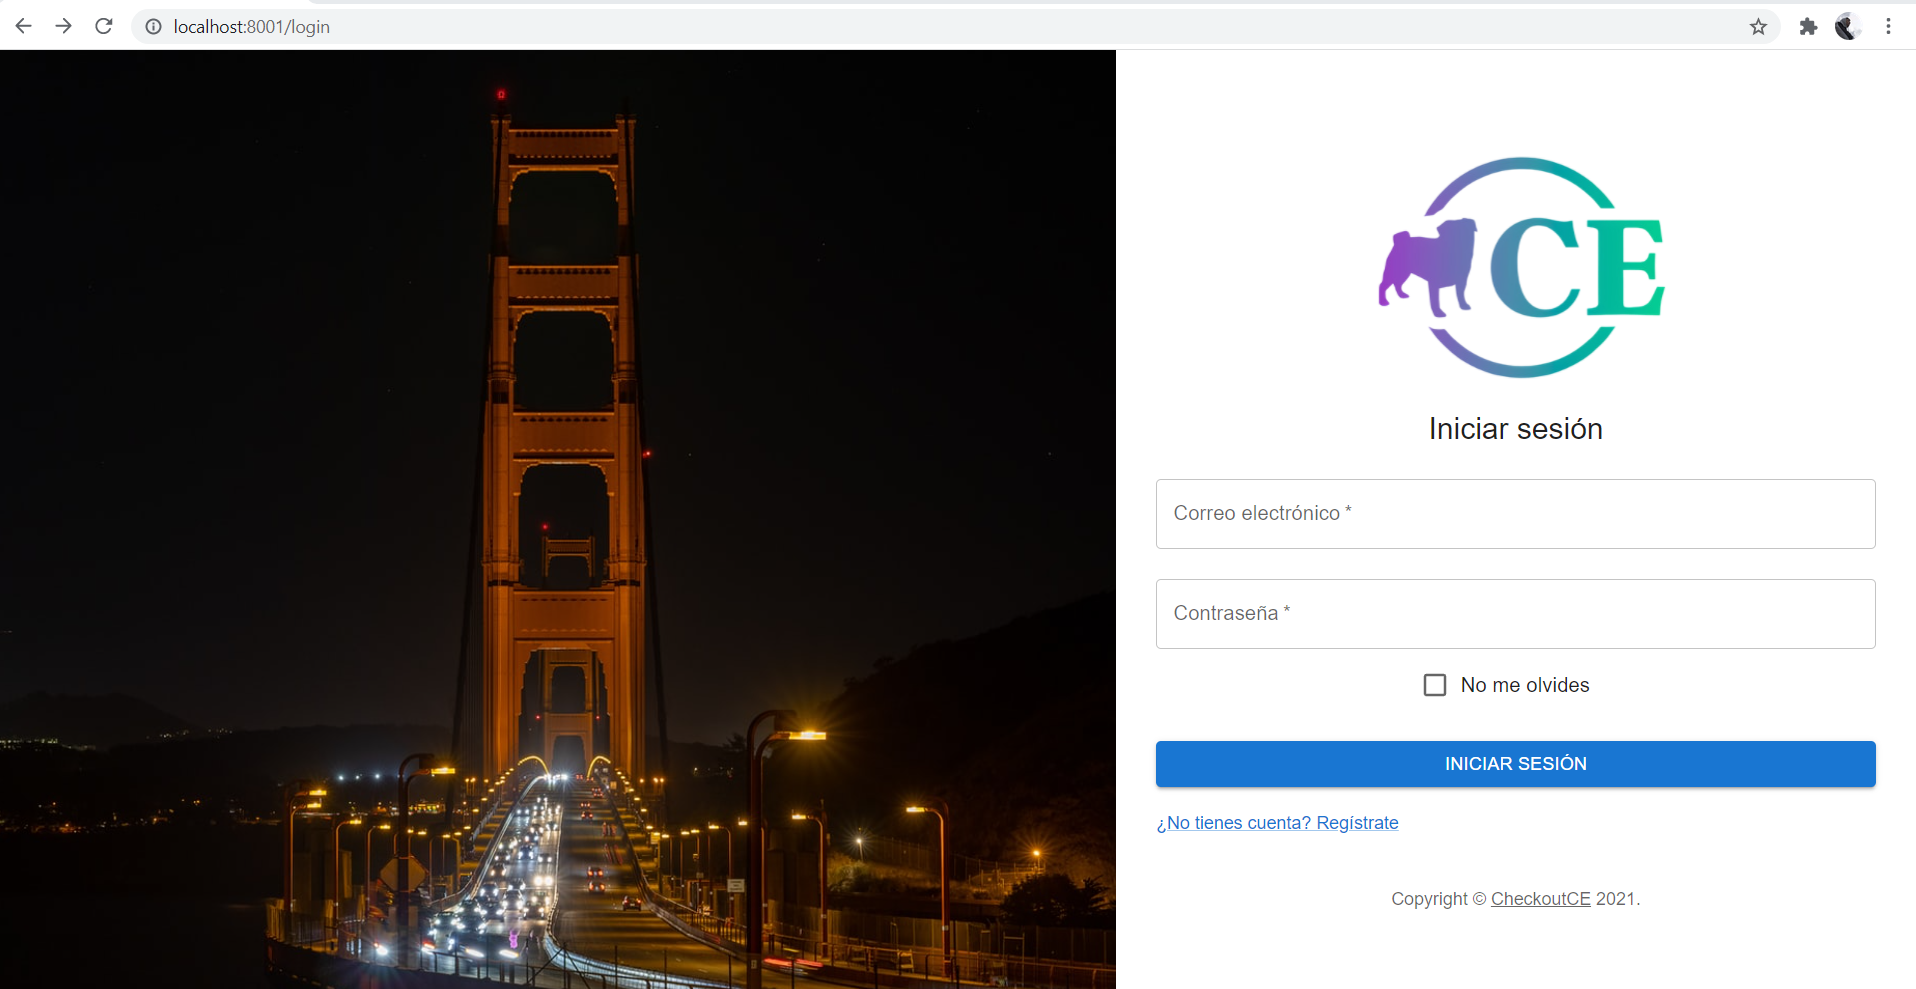 localhost:8001/login
CE
Iniciar sesión
Correo electrónico *
Contraseña *
No me olvides
INICIAR SESIÓN
¿No tienes cuenta? Regístrate
Copyright © CheckoutCE 2021.